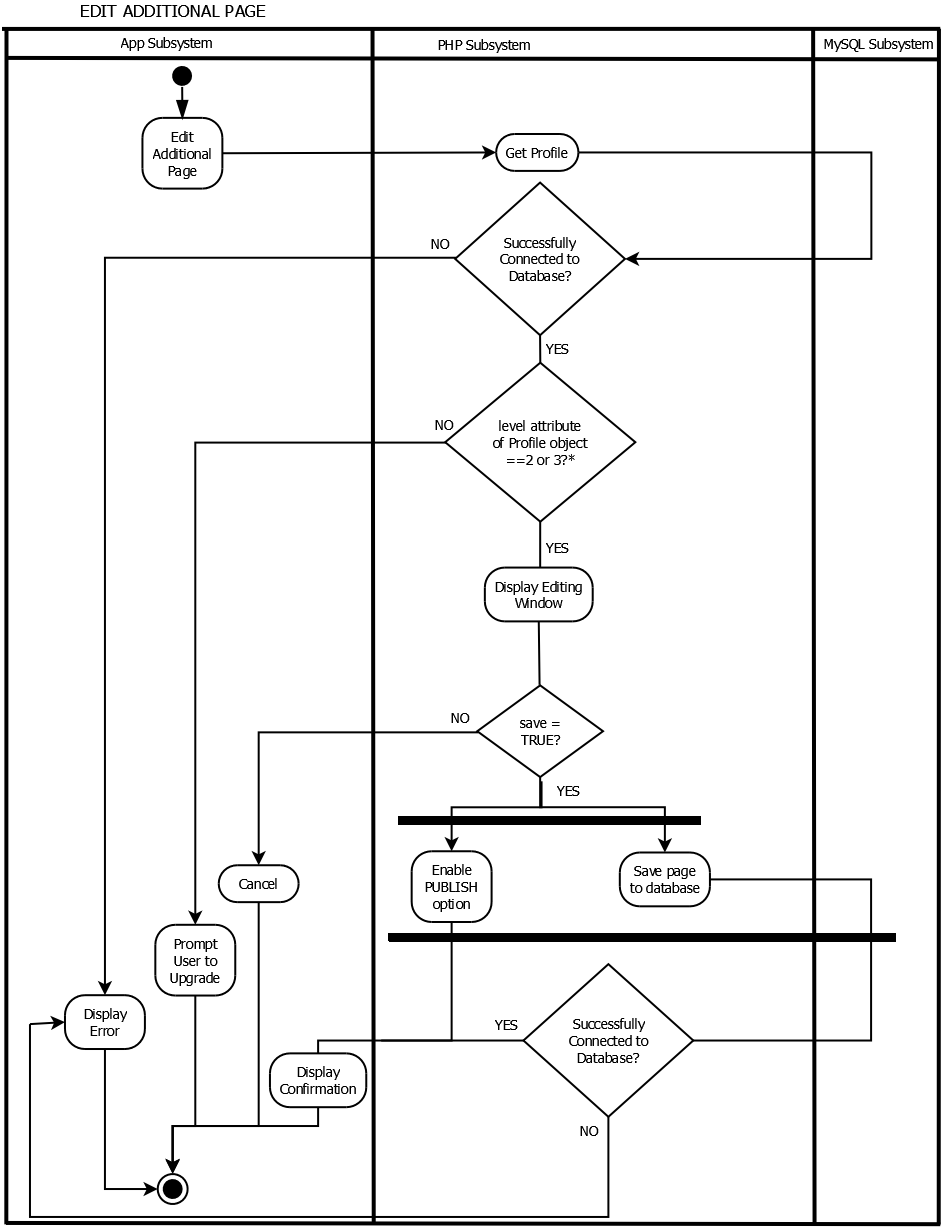 EDIT ADDITIONAL PAGE
App Subsystem
PHP Subsystem
MySQL Subsystem
Edit
Additional
Page
Get Profile
NO
Successfully
Connected to
Database?
YES
NO
level attribute
of Profile object
==2 or 3?*
YES
Display Editing
Window
NO
save =
TRUE?
YES
Cancel
Enable
PUBLISH
option
Save page
to database
Prompt
User to
Upgrade
Display
Error
YES
Successfully
Connected to
Database?
Display
Confirmation
NO